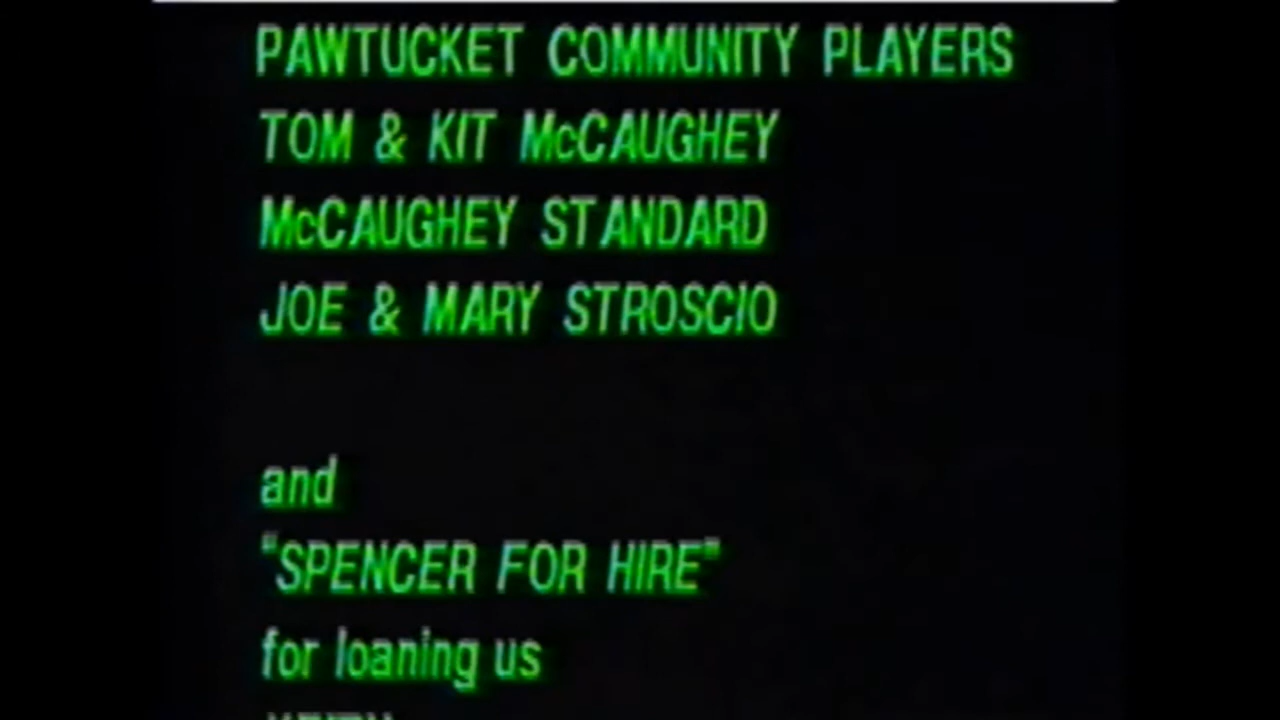 PAWTUCKET COMMUNITY PLAYERS
TOM & KIT McCAUGHEY
McCAUGHEY STANDARD
JOE & MARY STROSCIO
and
"SPENCER FOR HIRE"
for loaning us